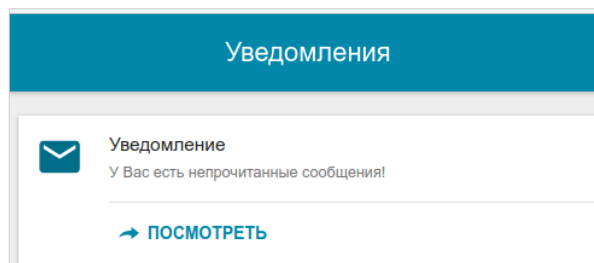 Уведомления
Уведомление
У Вас есть непрочитанные сообщения!
ПОСМОТРЕТЬ